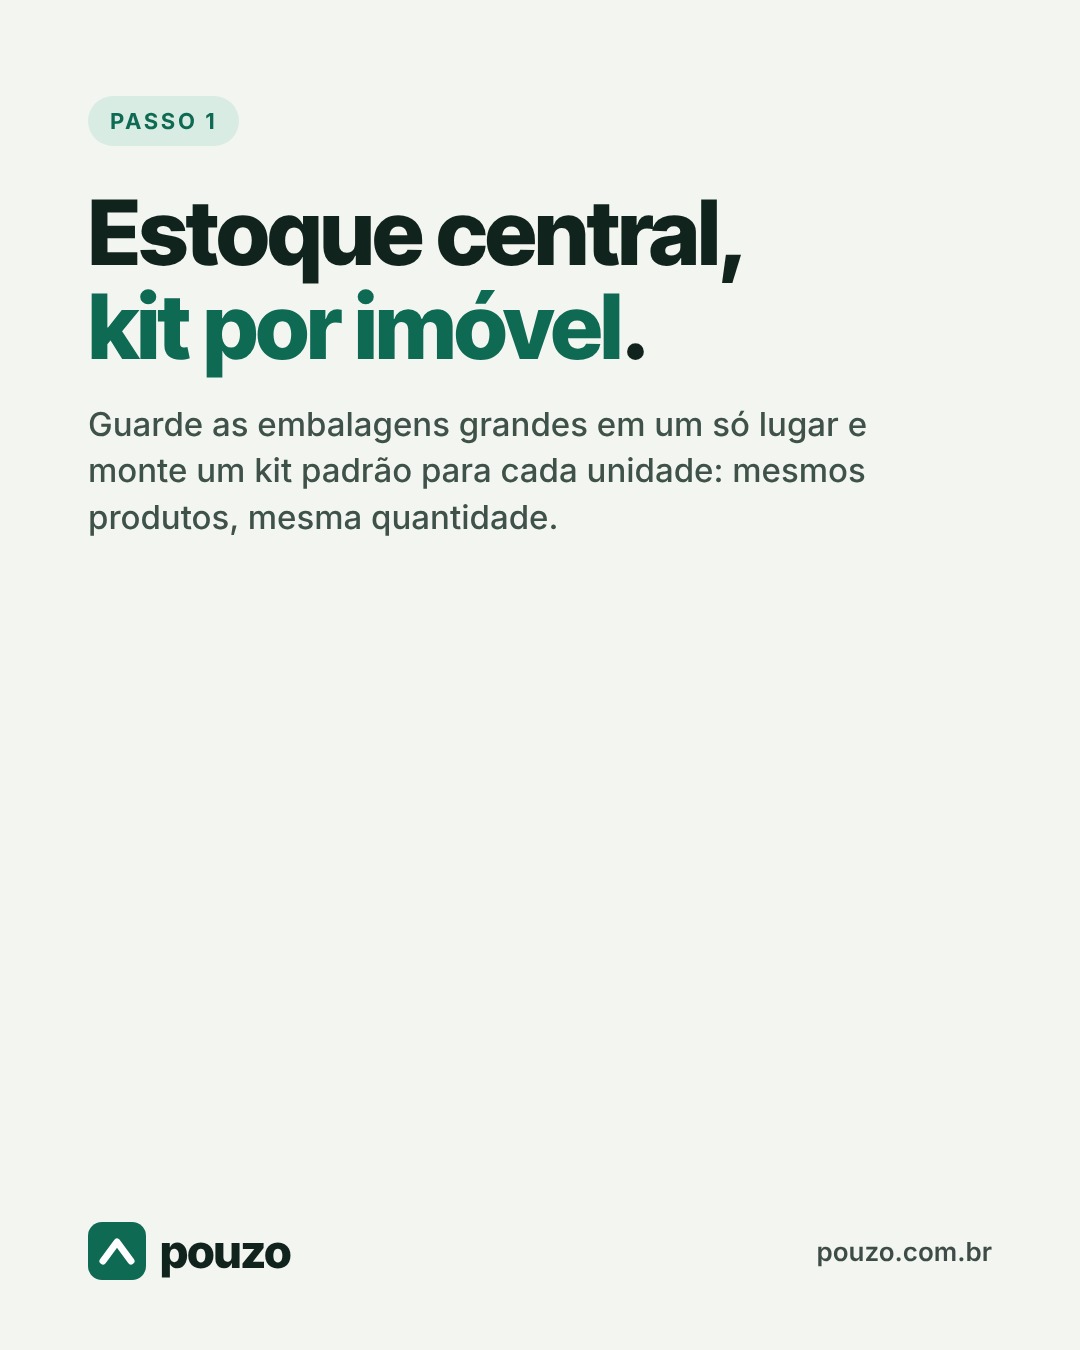 PASSO 1
Estoque central,
kit por imóvel.
Guarde as embalagens grandes em um só lugar e
monte um kit padrão para cada unidade: mesmos
produtos, mesma quantidade.
pouzo
pouzo.com.br